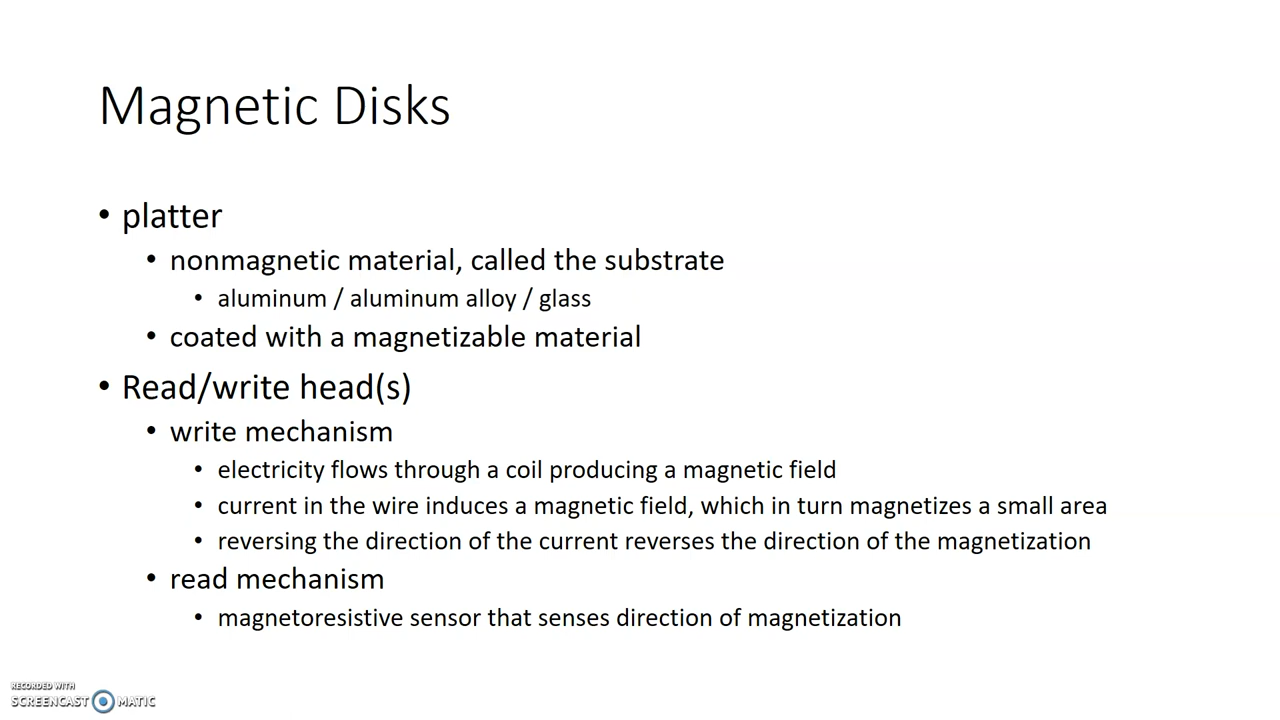 Magnetic Disks
• platter
• nonmagnetic material, called the substrate
• aluminum / aluminum alloy / glass
• coated with a magnetizable material
• Read/write head(s)
• write mechanism
• electricity flows through a coil producing a magnetic field
• current in the wire induces a magnetic field, which in turn magnetizes a small area
• reversing the direction of the current reverses the direction of the magnetization
• read mechanism
• magnetoresistive sensor that senses direction of magnetization
RECORDED WITH
SCREENCAST MATIC